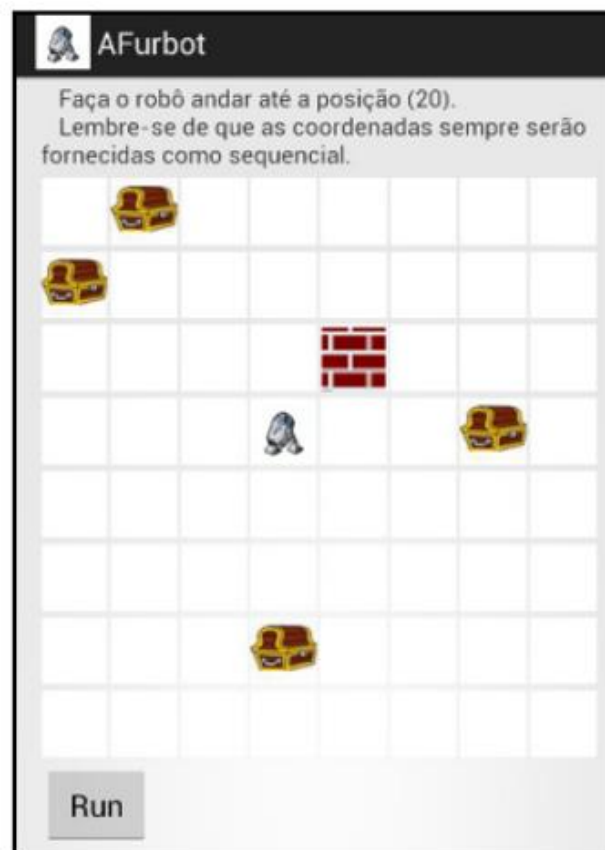 AFurbot
Faça o robô andar até a posição (20).
Lembre-se de que as coordenadas sempre serão
fornecidas como sequencial.
Run